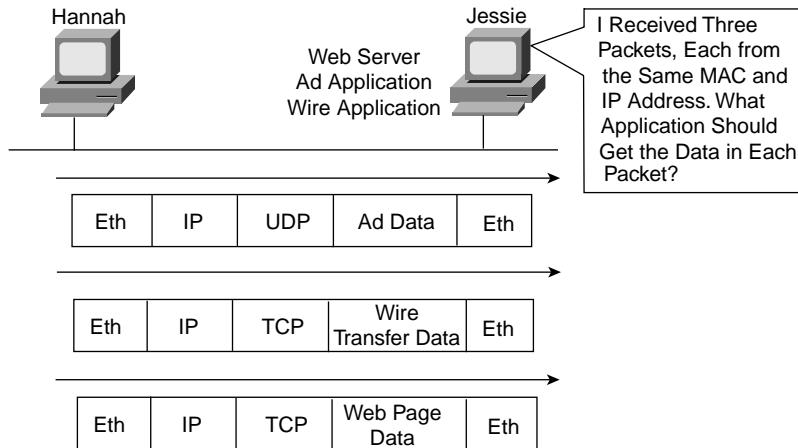 Hannah
Jessie
Web Server
Ad Application
Wire Application
I Received Three
Packets, Each from
the Same MAC and
IP Address. What
Application Should
Get the Data in Each
Packet?
Eth IP UDP Ad Data Eth
Eth IP TCP Wire
Transfer Data Eth
Eth IP TCP Web Page
Data Eth